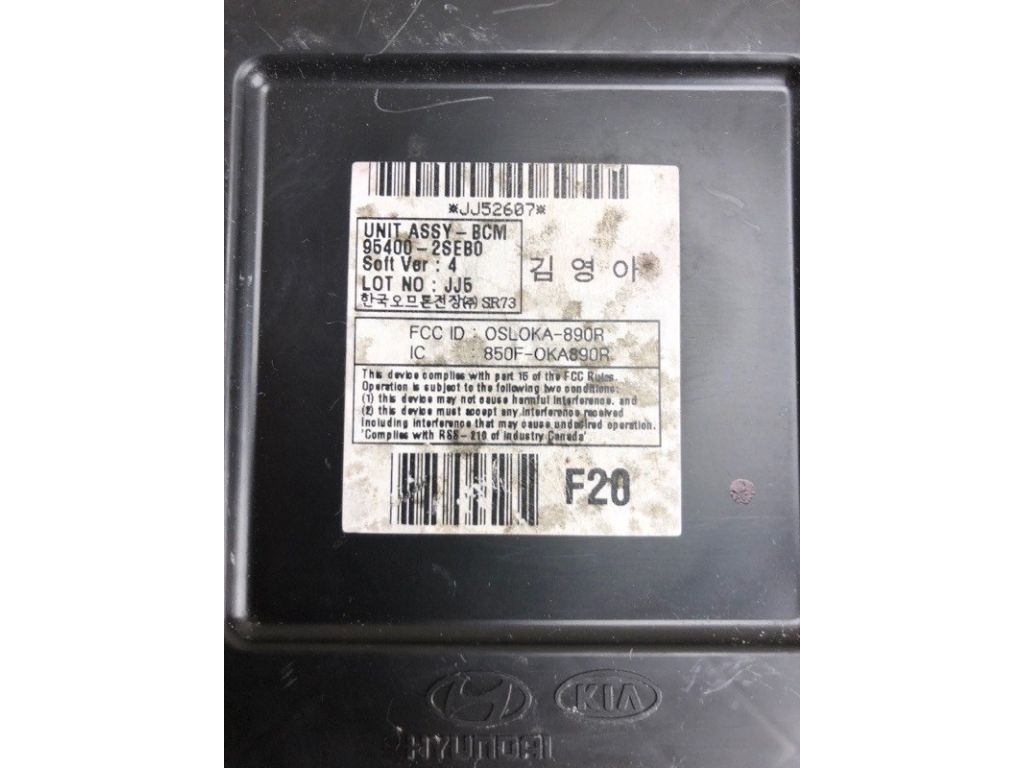 *JJ52607*
UNIT ASSY-BCM
95400-2SEB0
Soft Ver : 4
LOT NO : JJ5
한국오므론전장(주) SR73
김영아
FCC ID : OSLOKA-890R
IC : 850F-OKA890R
This device complies with part 15 of the FCC Rules.
Operation is subject to the following two conditions:
(1) this device may not cause harmful interference, and
(2) this device must accept any interference received
including interference that may cause undesired operation.
'Complies with RSS-210 of Industry Canada'
F20
KIA
HYUNDAI